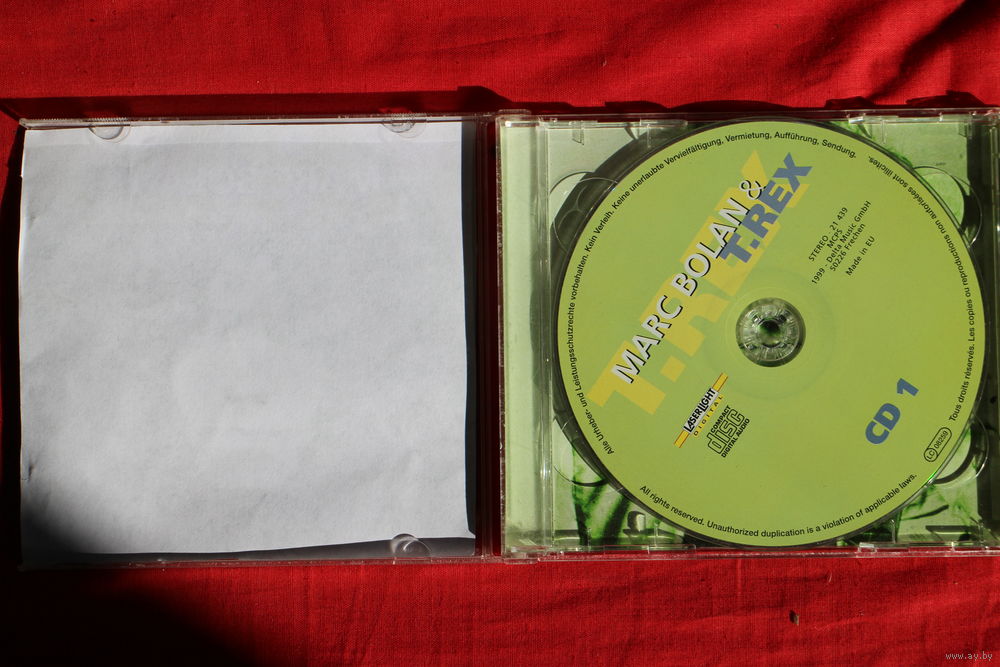 Alle Urheber- und Leistungsschutzrechte vorbehalten. Kein Verleih. Keine unerlaubte Vervielfältigung, Vermietung, Aufführung, Sendung.
T.REX
MARC BOLAN &
T.REX
STEREO 21 439
MCPS
1999 - Delta Music GmbH
50226 Frechen
Made in EU
LASERLIGHT
DIGITAL
COMPACT
disc
DIGITAL AUDIO
CD 1
LC 08259
Tous droits réservés. Les copies ou reproductions non autorisées sont illicites.
All rights reserved. Unauthorized duplication is a violation of applicable laws.
www.ay.by